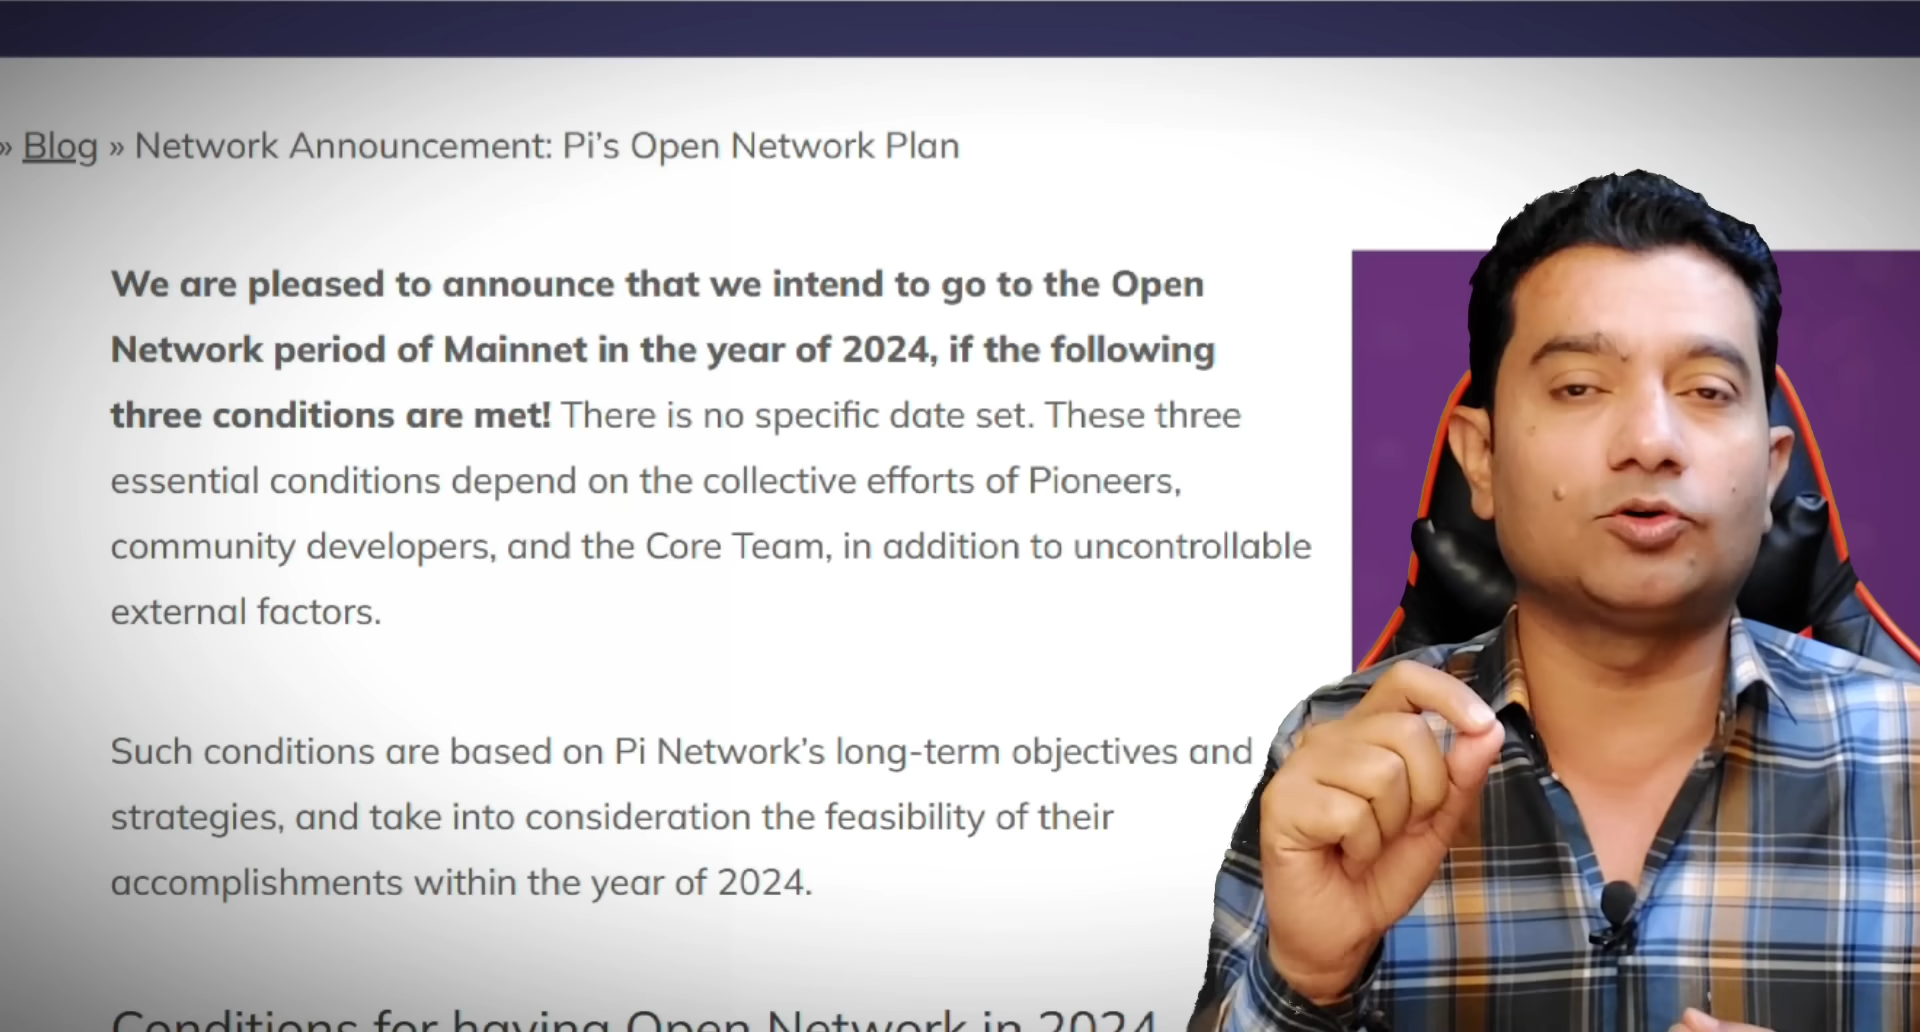 » Blog » Network Announcement: Pi’s Open Network Plan
We are pleased to announce that we intend to go to the Open
Network period of Mainnet in the year of 2024, if the following
three conditions are met! There is no specific date set. These three
essential conditions depend on the collective efforts of Pioneers,
community developers, and the Core Team, in addition to uncontrollable
external factors.
Such conditions are based on Pi Network’s long-term objectives and
strategies, and take into consideration the feasibility of their
accomplishments within the year of 2024.
Conditions for having Open Network in 2024